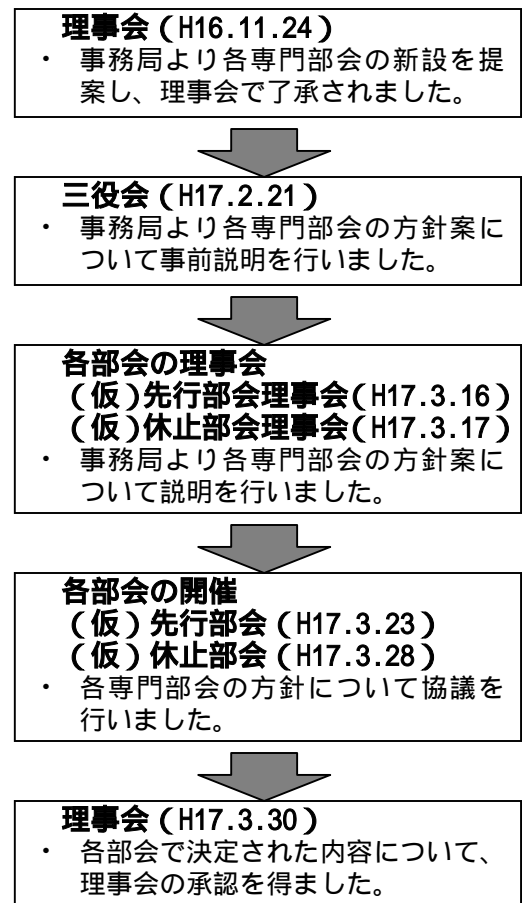 理事会（H16.11.24）
・ 事務局より各専門部会の新設を提
案し、理事会で了承されました。
三役会（H17.2.21）
・ 事務局より各専門部会の方針案に
ついて事前説明を行いました。
各部会の理事会
（仮）先行部会理事会（H17.3.16）
（仮）休止部会理事会（H17.3.17）
・ 事務局より各専門部会の方針案に
ついて説明を行いました。
各部会の開催
（仮）先行部会（H17.3.23）
（仮）休止部会（H17.3.28）
・ 各専門部会の方針について協議を
行いました。
理事会（H17.3.30）
・ 各部会で決定された内容について、
理事会の承認を得ました。